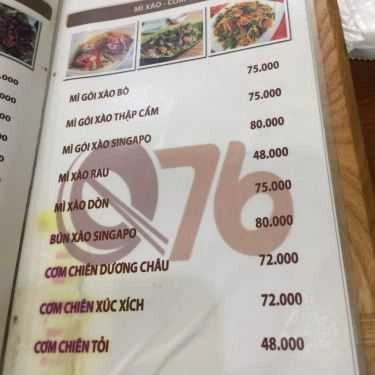 MÌ XÀO - CƠM
MÌ GÓI XÀO BÒ 75.000
MÌ GÓI XÀO THẬP CẨM 75.000
MÌ GÓI XÀO SINGAPO 80.000
MÌ XÀO RAU 48.000
MÌ XÀO DÒN 75.000
BÚN XÀO SINGAPO 80.000
CƠM CHIÊN DƯƠNG CHÂU 72.000
CƠM CHIÊN XÚC XÍCH 72.000
CƠM CHIÊN TỎI 48.000
76